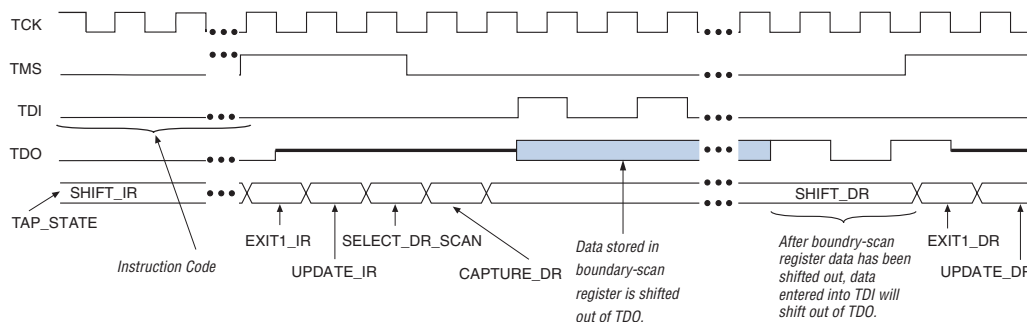 TCK
TMS
TDI
TDO
SHIFT_IR
SHIFT_DR
TAP_STATE
EXIT1_IR
SELECT_DR_SCAN
EXIT1_DR
Instruction Code
UPDATE_IR
CAPTURE_DR
UPDATE_DR
Data stored in
boundary-scan
register is shifted
out of TDO.
After boundry-scan
register data has been
shifted out, data
entered into TDI will
shift out of TDO.